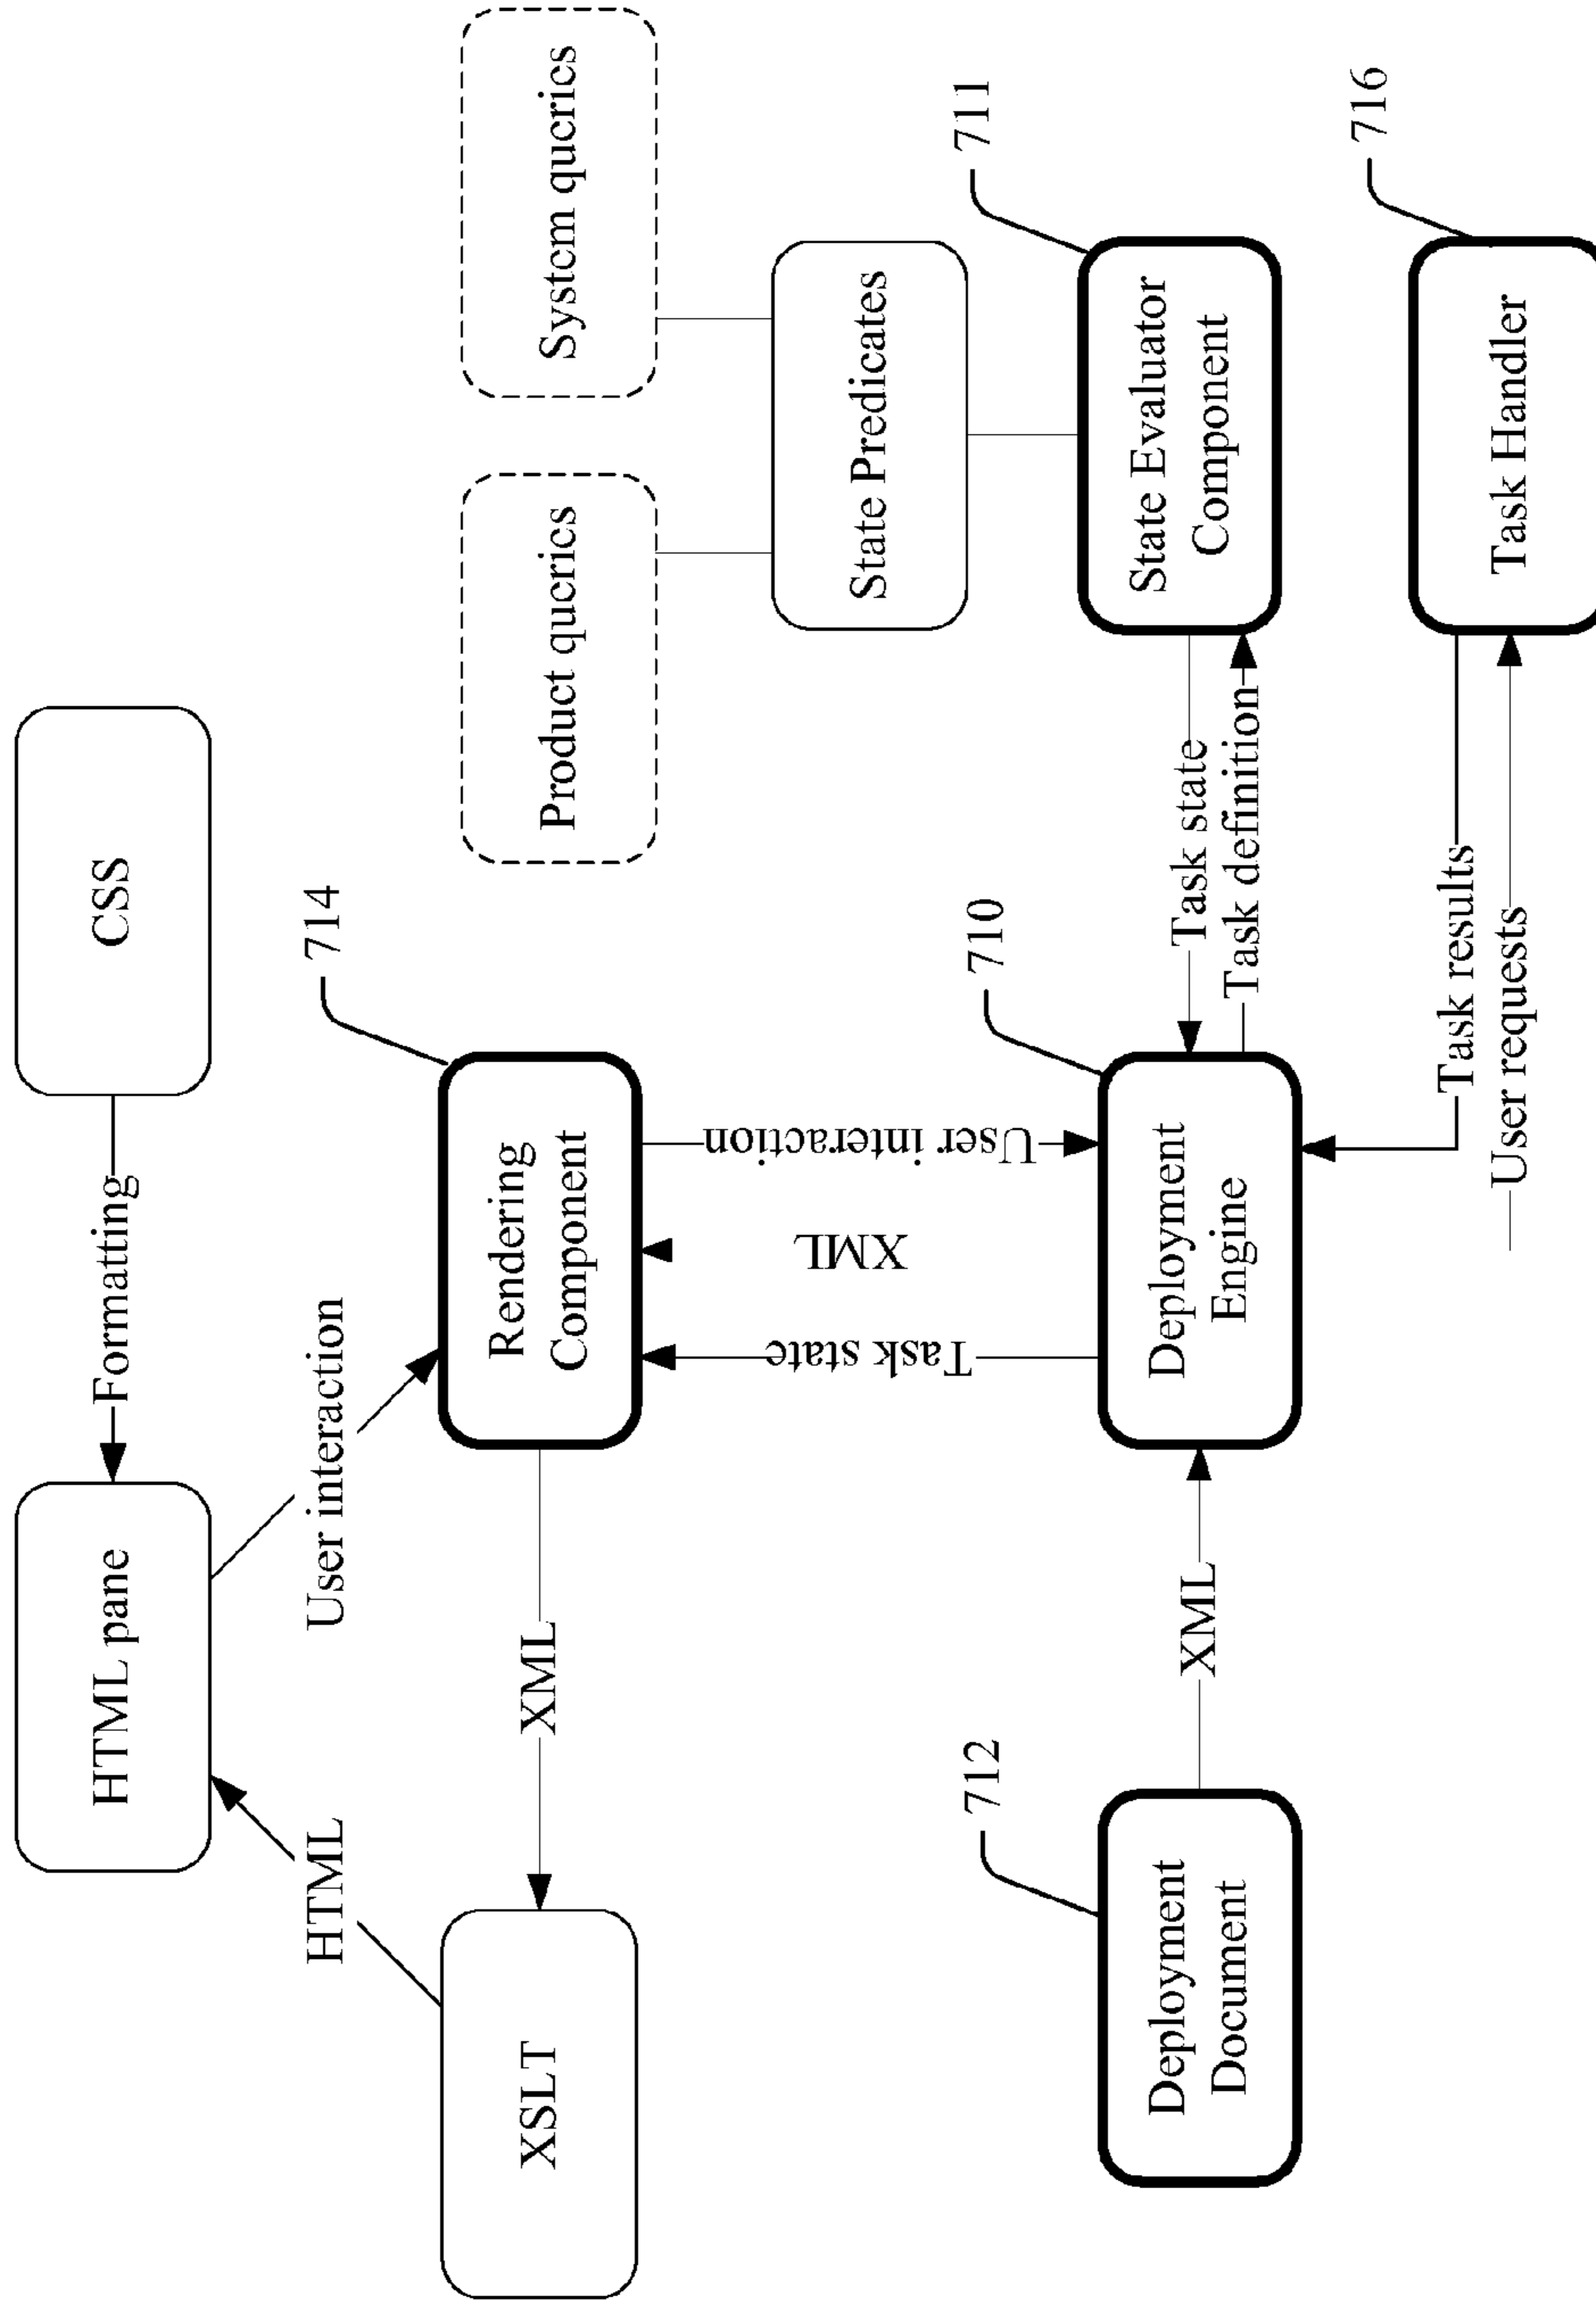 HTML pane
Formatting
CSS
HTML
User interaction
714
XSLT
XML
Rendering
Component
Product queries
System queries
Task state
XML
User interaction
State Predicates
712
710
711
Deployment
Document
XML
Deployment
Engine
Task state
Task definition
State Evaluator
Component
716
Task results
User requests
Task Handler